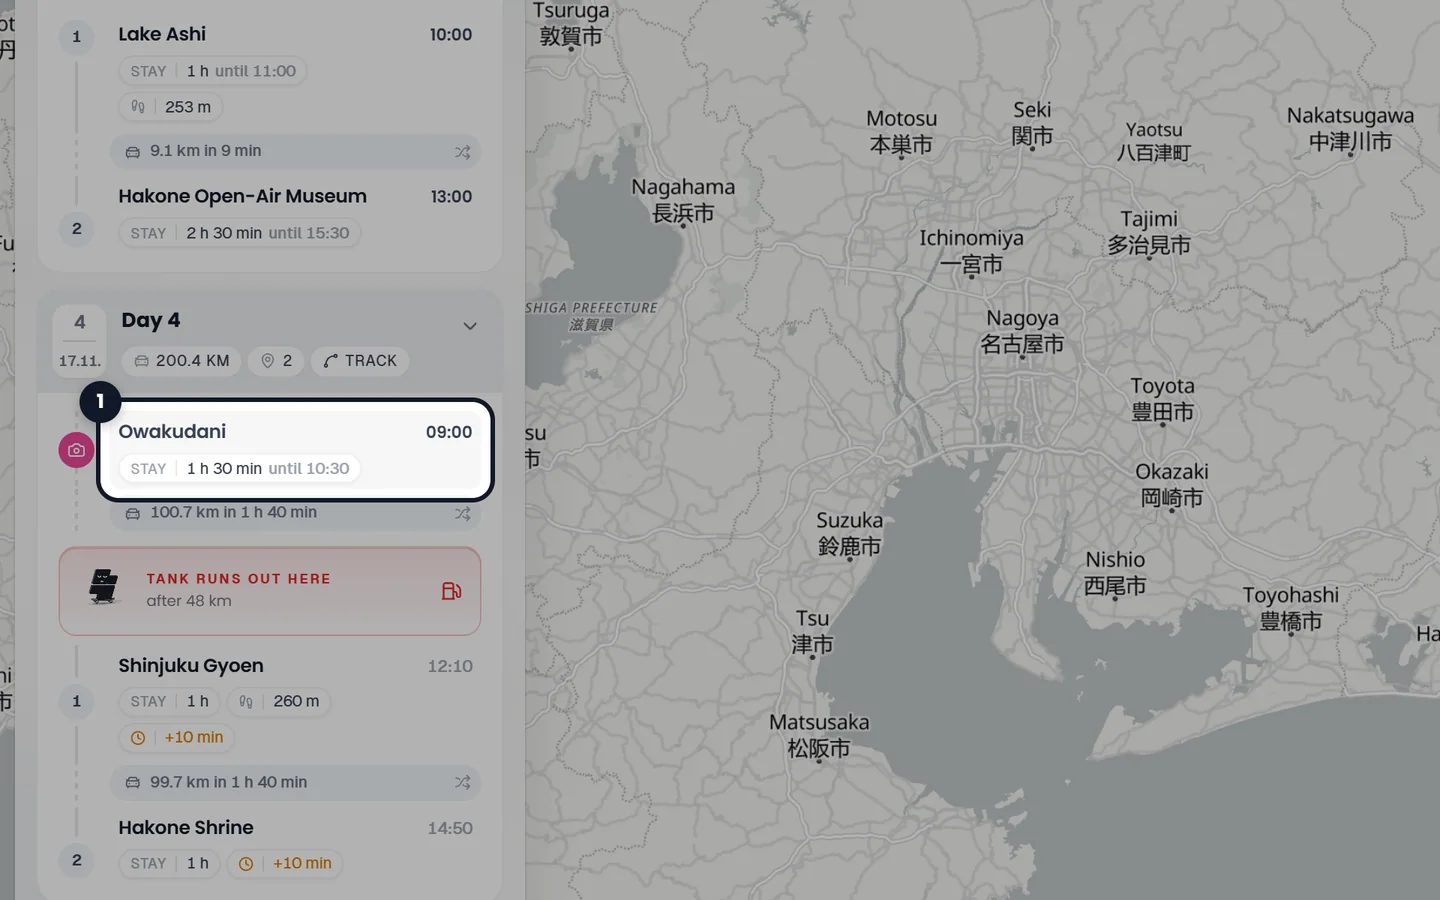 1
Lake Ashi
10:00
STAY 1 h until 11:00
253 m
9.1 km in 9 min
Hakone Open-Air Museum
13:00
2
STAY 2 h 30 min until 15:30
4
17.11.
Day 4
200.4 KM
2
TRACK
1
Owakudani
09:00
STAY 1 h 30 min until 10:30
100.7 km in 1 h 40 min
TANK RUNS OUT HERE
after 48 km
Shinjuku Gyoen
12:10
1
STAY 1 h
260 m
+10 min
99.7 km in 1 h 40 min
Hakone Shrine
14:50
2
STAY 1 h
+10 min
Tsuruga
敦賀市
Motosu
本巣市
Seki
関市
Yaotsu
八百津町
Nakatsugawa
中津川市
Nagahama
長浜市
Ichinomiya
一宮市
Tajimi
多治見市
SHIGA PREFECTURE
滋賀県
Nagoya
名古屋市
Toyota
豊田市
su
市
Okazaki
岡崎市
Suzuka
鈴鹿市
Nishio
西尾市
Toyohashi
豊橋市
Ha
Tsu
津市
Matsusaka
松阪市